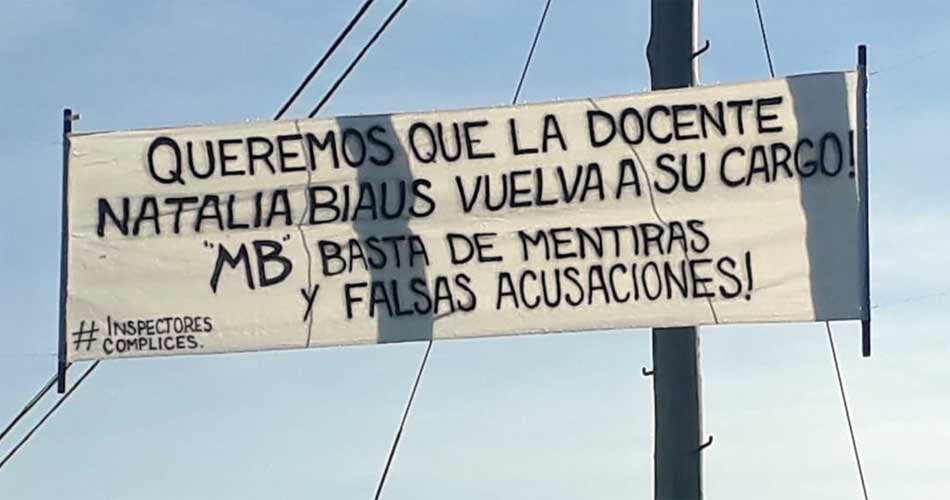 QUEREMOS QUE LA DOCENTE
NATALIA BIAUS VUELVA A SU CARGO!
"MB" BASTA DE MENTIRAS
Y FALSAS ACUSACIONES!
# INSPECTORES
COMPLICES.